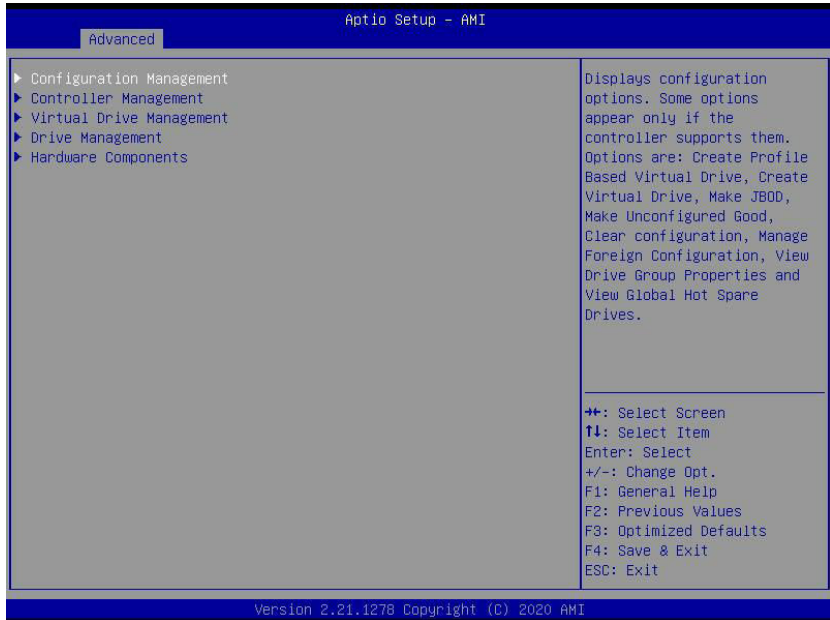 Aptio Setup - AMI
Advanced
▶ Configuration Management
▶ Controller Management
▶ Virtual Drive Management
▶ Drive Management
▶ Hardware Components
Displays configuration
options. Some options
appear only if the
controller supports them.
Options are: Create Profile
Based Virtual Drive, Create
Virtual Drive, Make JBOD,
Make Unconfigured Good,
Clear configuration, Manage
Foreign Configuration, View
Drive Group Properties and
View Global Hot Spare
Drives.
→←: Select Screen
↑↓: Select Item
Enter: Select
+/-: Change Opt.
F1: General Help
F2: Previous Values
F3: Optimized Defaults
F4: Save & Exit
ESC: Exit
Version 2.21.1278 Copyright (C) 2020 AMI